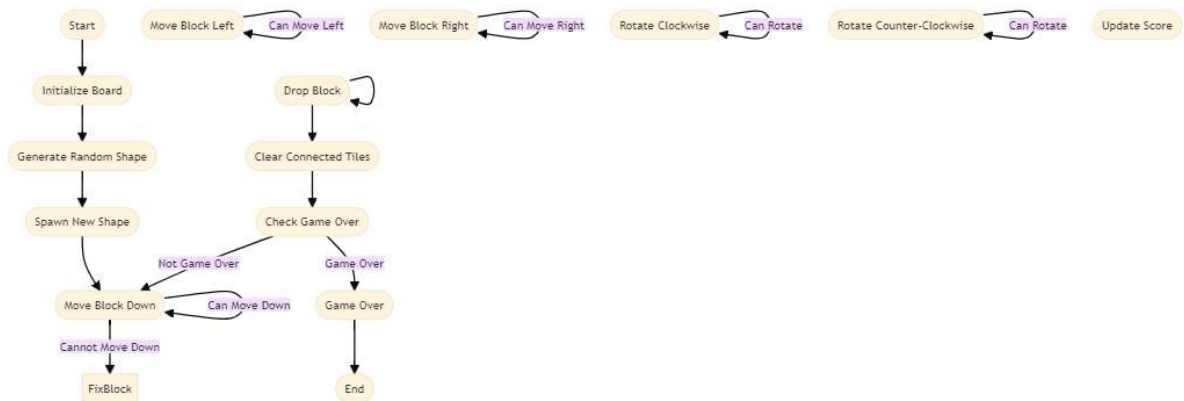 Start
Move Block Left
Can Move Left
Move Block Right
Can Move Right
Rotate Clockwise
Can Rotate
Rotate Counter-Clockwise
Can Rotate
Update Score
Initialize Board
Drop Block
Generate Random Shape
Clear Connected Tiles
Spawn New Shape
Check Game Over
Not Game Over
Game Over
Move Block Down
Can Move Down
Game Over
Cannot Move Down
FixBlock
End